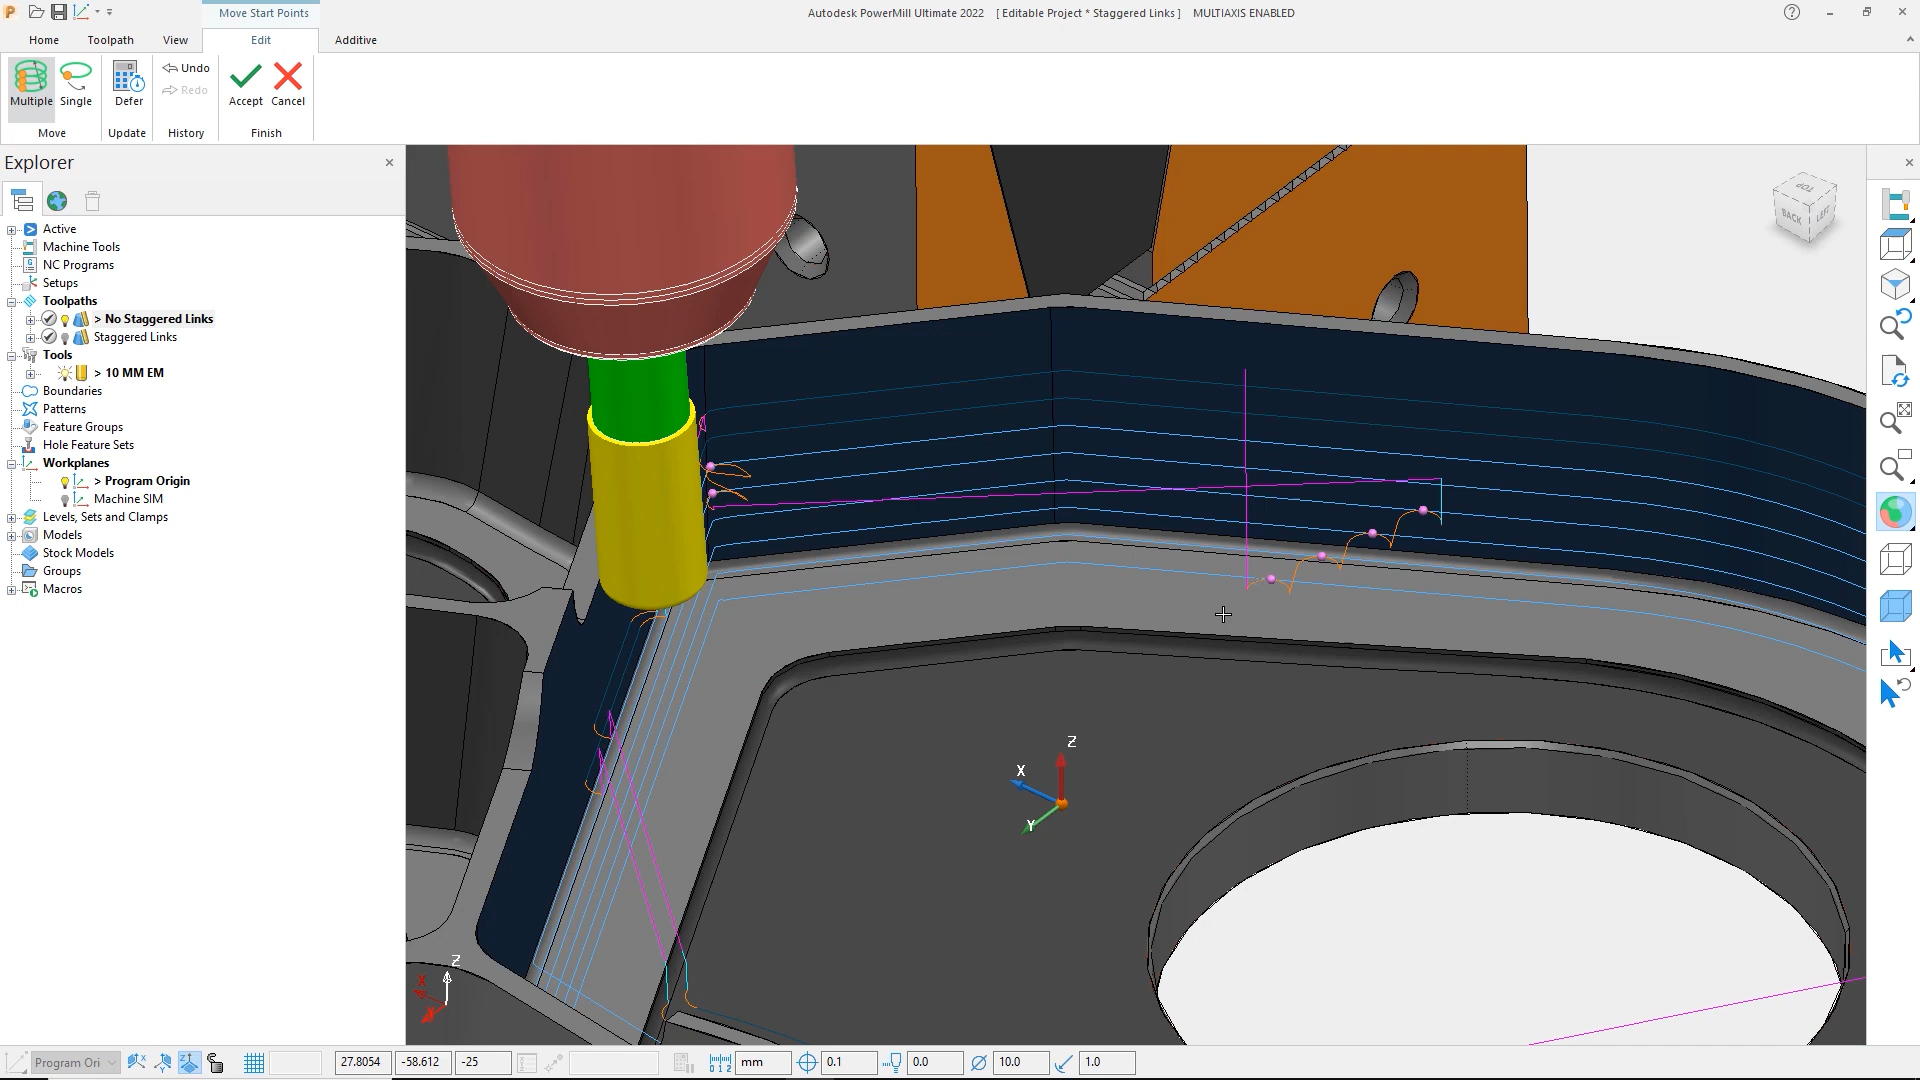 Move Start Points
Autodesk PowerMill Ultimate 2022 [ Editable Project * Staggered Links ] MULTIAXIS ENABLED
Home Toolpath View Edit Additive
Multiple Single Defer Undo Redo Accept Cancel
Move Update History Finish
Explorer
Active
Machine Tools
NC Programs
Setups
Toolpaths
> No Staggered Links
Staggered Links
Tools
> 10 MM EM
Boundaries
Patterns
Feature Groups
Hole Feature Sets
Workplanes
> Program Origin
Machine SIM
Levels, Sets and Clamps
Models
Stock Models
Groups
Macros
TOP
BACK LEFT
Z
X
Y
Z
X
Program Ori 27.8054 -58.612 -25 mm 0.1 0.0 10.0 1.0